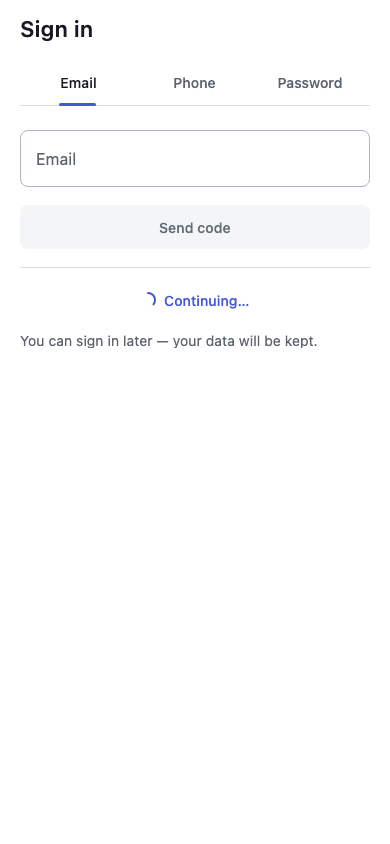 Sign in
Email Phone Password
Email
Send code
Continuing...
You can sign in later — your data will be kept.